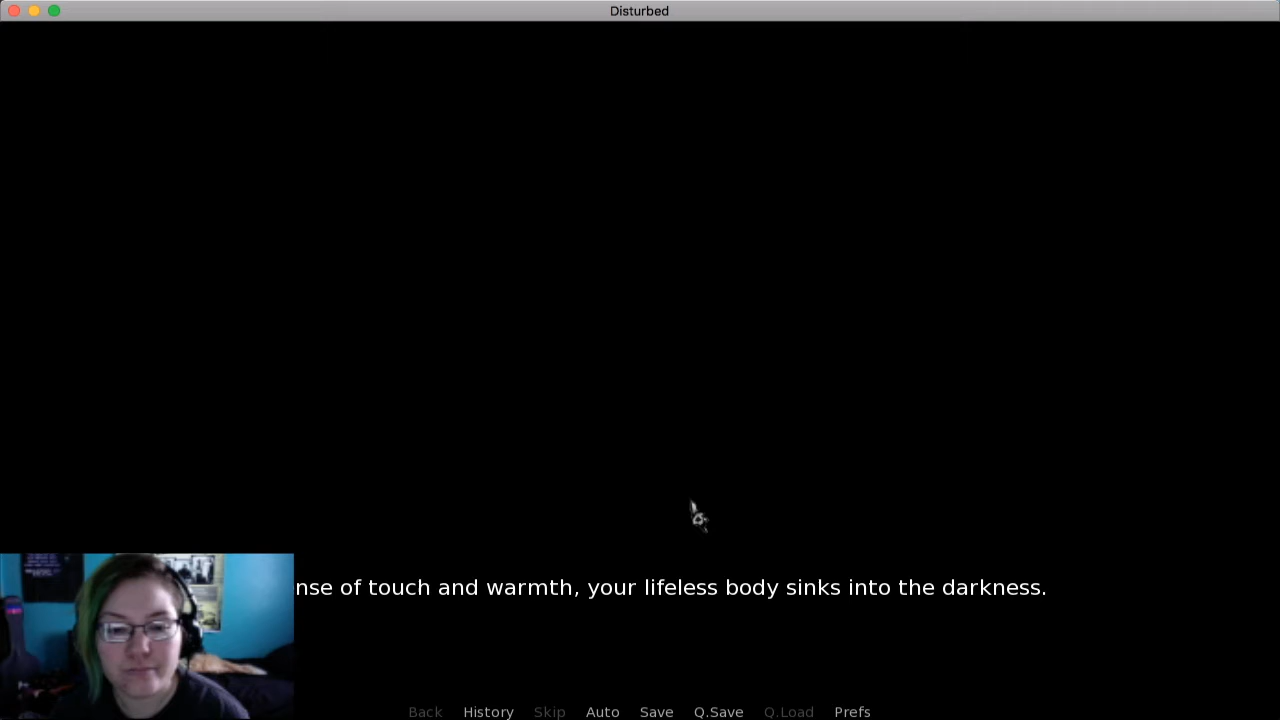 Disturbed
nse of touch and warmth, your lifeless body sinks into the darkness.
Back History Skip Auto Save Q.Save Q.Load Prefs